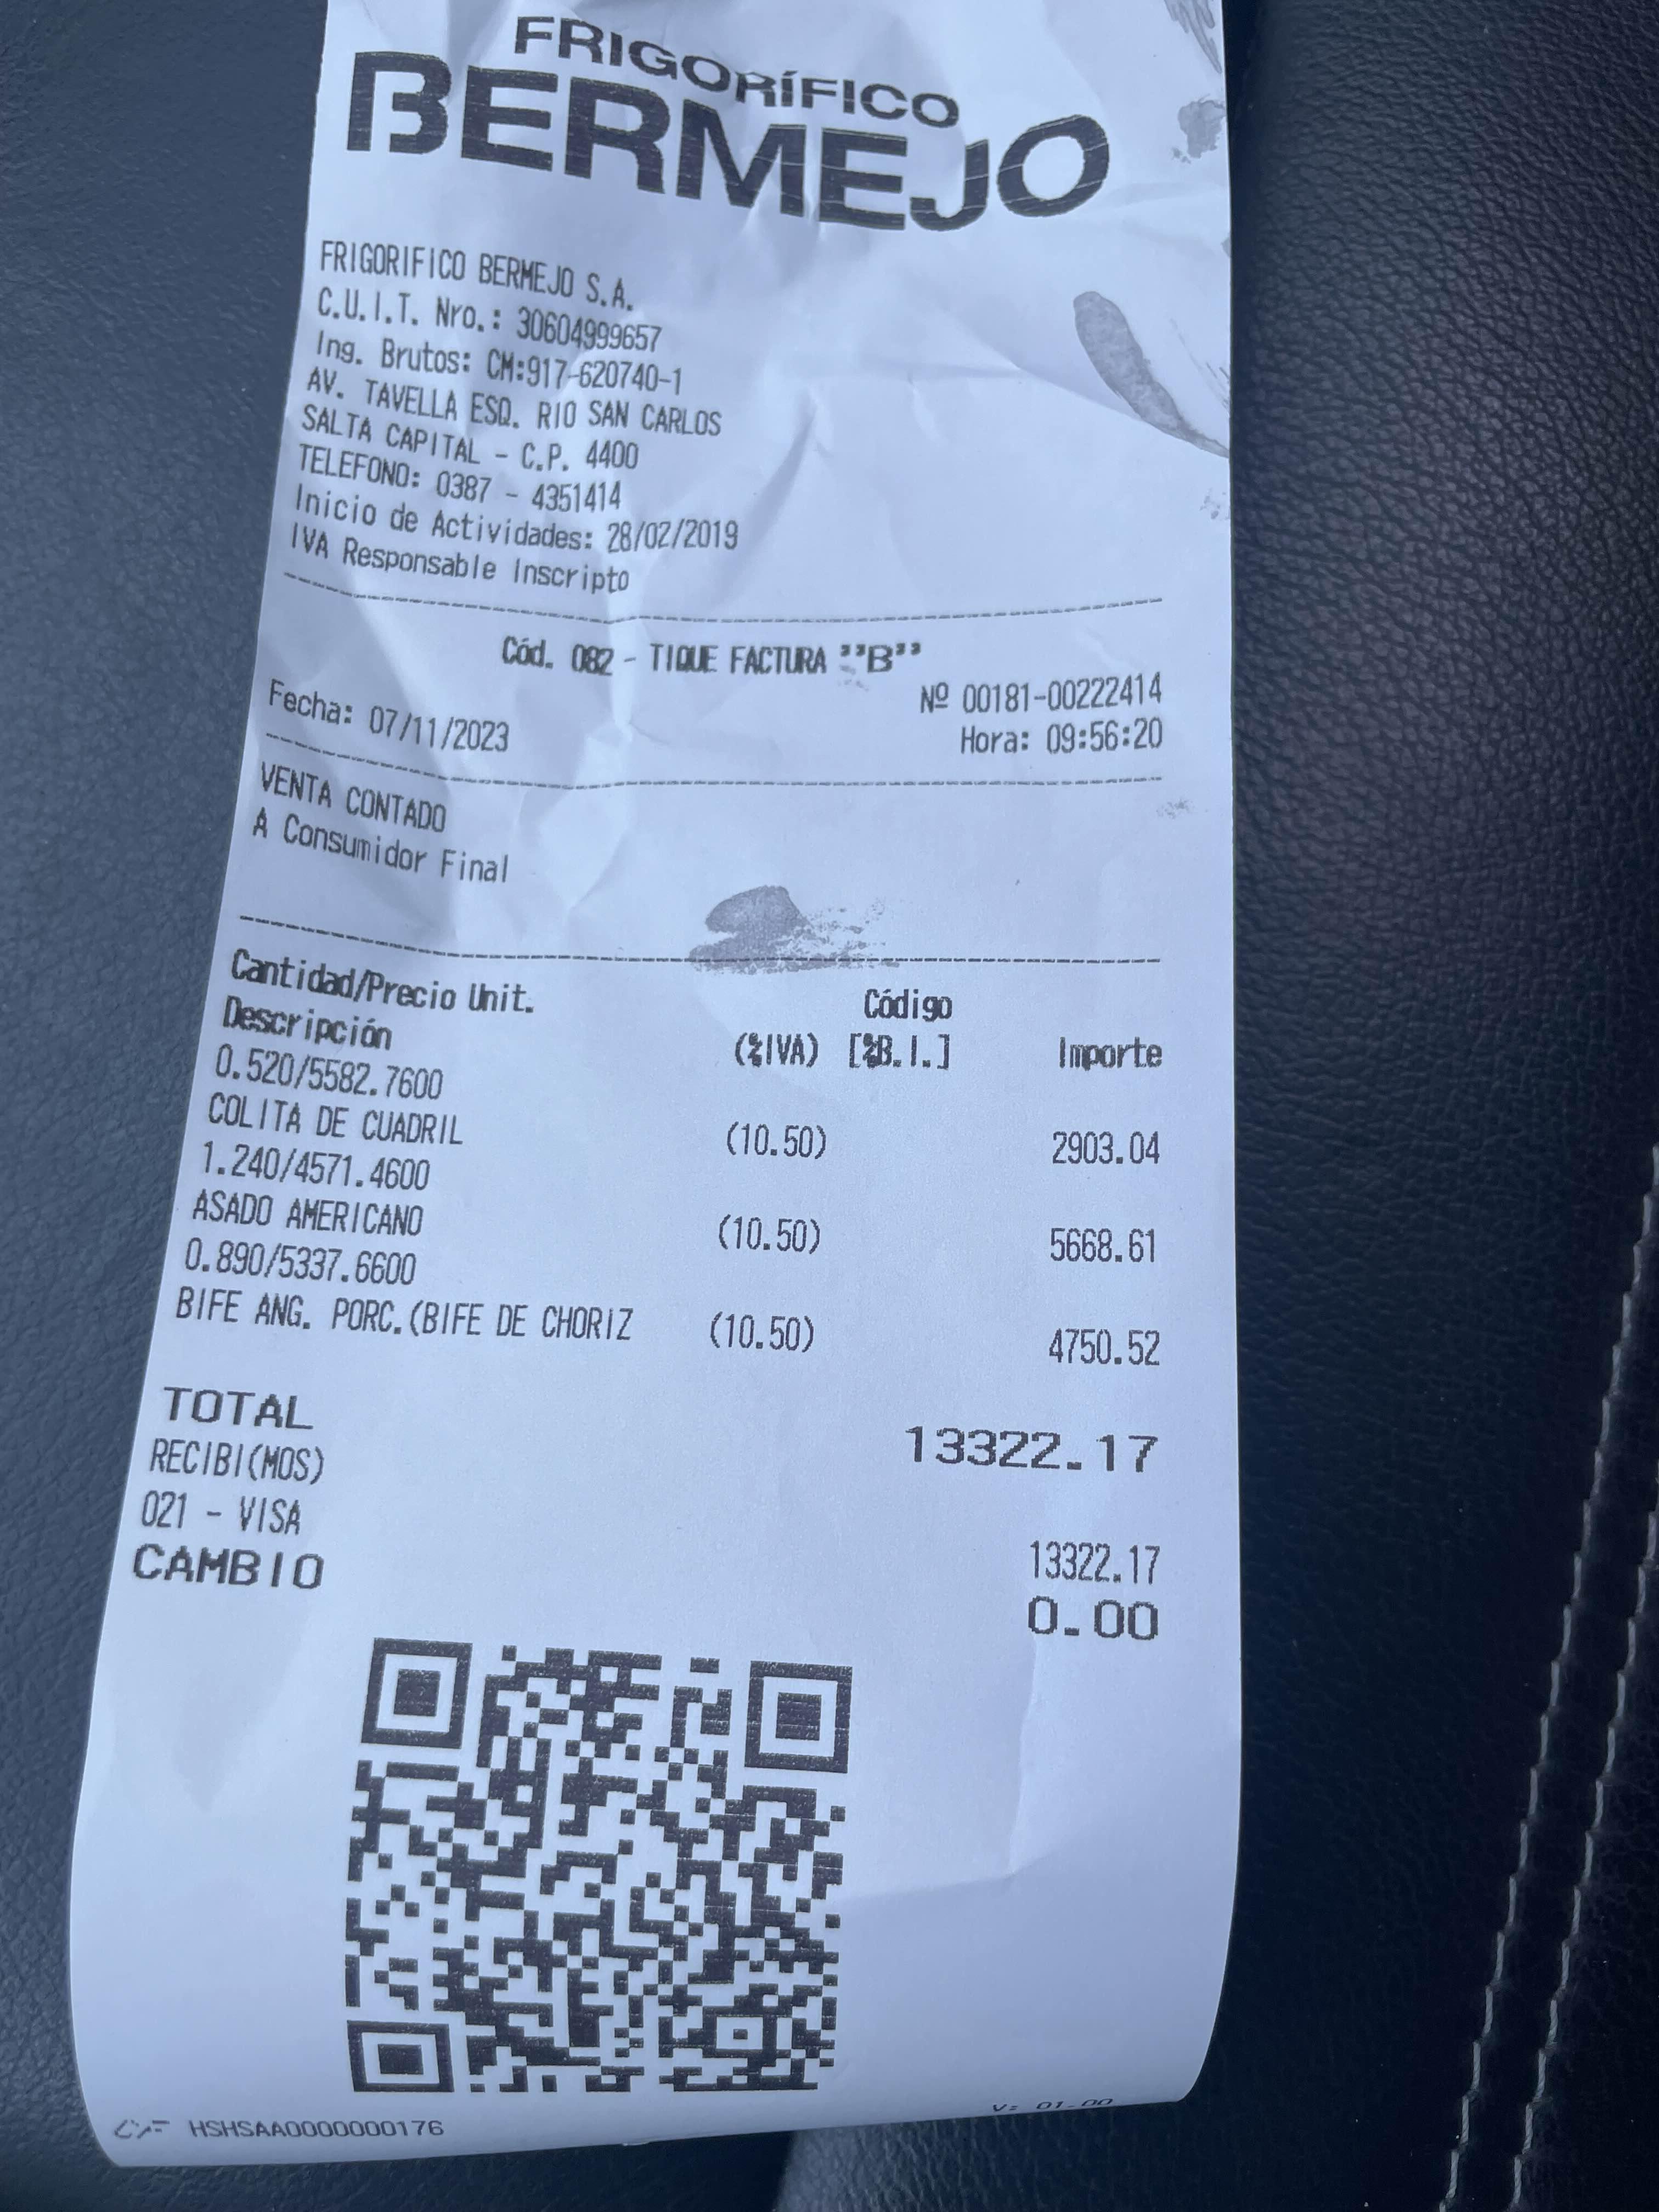 FRIGORÍFICO
BERMEJO
FRIGORIFICO BERMEJO S.A.
C.U.I.T. Nro.: 30604999657
Ing. Brutos: CM:917-620740-1
AV. TAVELLA ESQ. RIO SAN CARLOS
SALTA CAPITAL - C.P. 4400
TELEFONO: 0387 - 4351414
Inicio de Actividades: 28/02/2019
IVA Responsable Inscripto
Cód. 082 - TIQUE FACTURA ''B''
Nº 00181-00222414
Fecha: 07/11/2023 Hora: 09:56:20
VENTA CONTADO
A Consumidor Final
Cantidad/Precio Unit. Código
Descripción (%IVA) [%B.I.] Importe
0.520/5582.7600
COLITA DE CUADRIL (10.50) 2903.04
1.240/4571.4600
ASADO AMERICANO (10.50) 5668.61
0.890/5337.6600
BIFE ANG. PORC.(BIFE DE CHORIZ (10.50) 4750.52
TOTAL 13322.17
RECIBI(MOS)
021 - VISA 13322.17
CAMBIO 0.00
CF HSHSAA0000000176 V: 01.00